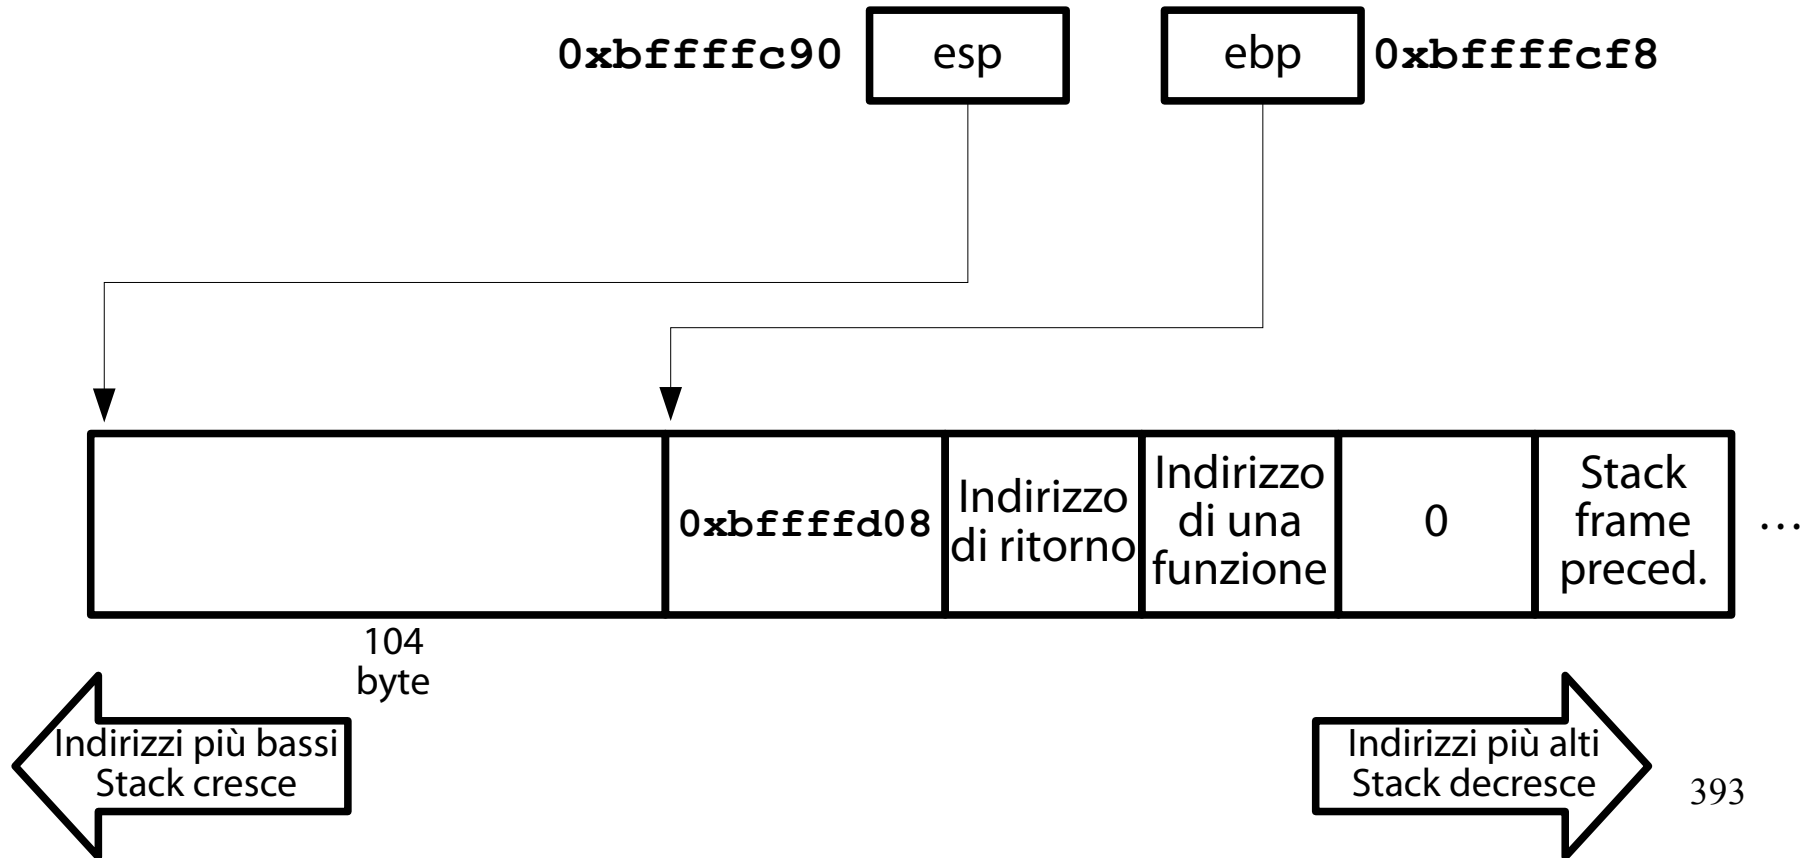 0xbffffc90 esp ebp 0xbffffcf8
0xbffffd08
Indirizzo
di ritorno
Indirizzo
di una
funzione
0
Stack
frame
preced.
...
104
byte
Indirizzi più bassi
Stack cresce
Indirizzi più alti
Stack decresce
393